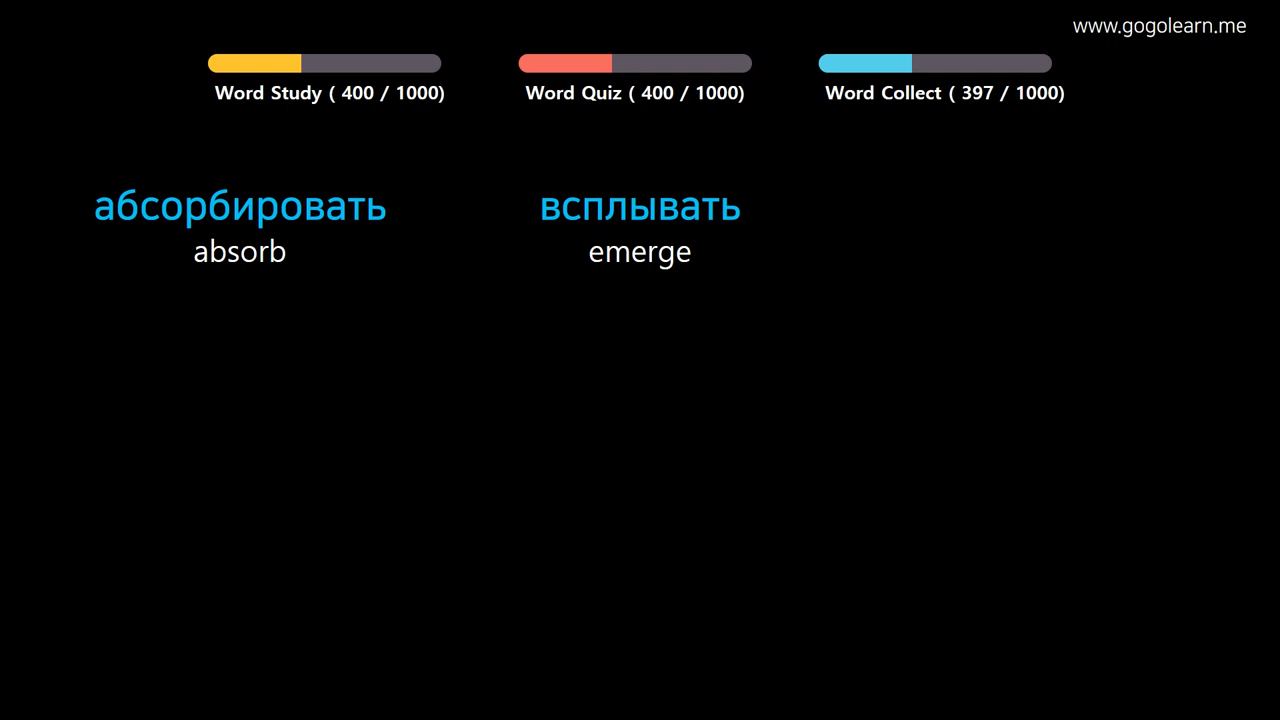 www.gogolearn.me
Word Study ( 400 / 1000)
Word Quiz ( 400 / 1000)
Word Collect ( 397 / 1000)
абсорбировать
absorb
всплывать
emerge